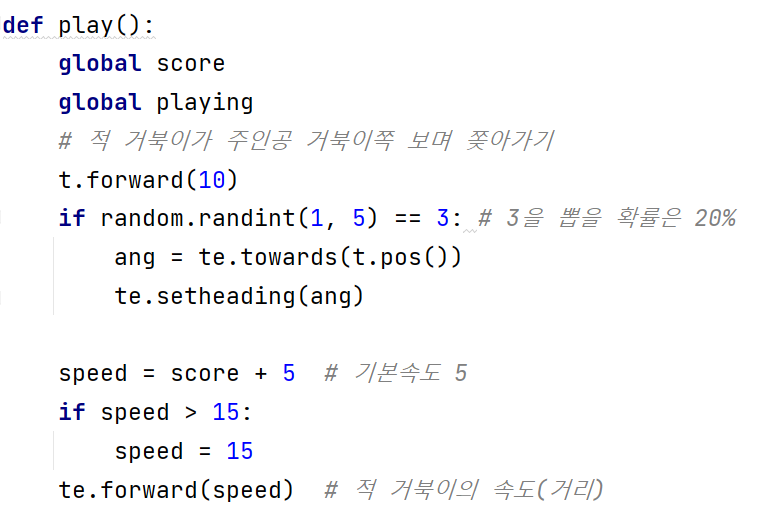 def play():
    global score
    global playing
    # 적 거북이가 주인공 거북이쪽 보며 쫒아가기
    t.forward(10)
    if random.randint(1, 5) == 3: # 3을 뽑을 확률은 20%
        ang = te.towards(t.pos())
        te.setheading(ang)

    speed = score + 5  # 기본속도 5
    if speed > 15:
        speed = 15
    te.forward(speed)  # 적 거북이의 속도(거리)